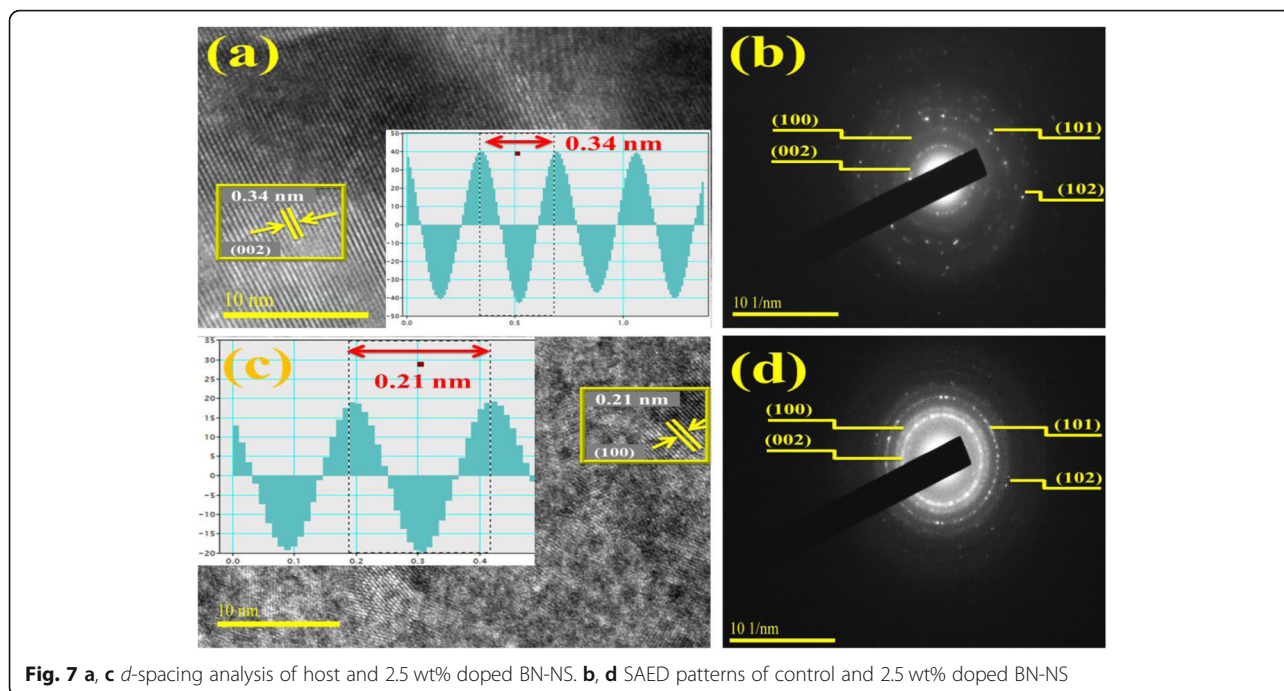 (a)
0.34 nm
(002)
10 nm
0.34 nm
50
40
30
20
10
0
-10
-20
-30
-40
-50
0.0 0.5 1.0
(b)
(100)
(002)
(101)
(102)
10 1/nm
(c)
35
30
25
20
15
10
5
0
-5
-10
-15
-20
0.0 0.1 0.2 0.3 0.4
0.21 nm
0.21 nm
(100)
10 nm
(d)
(100)
(002)
(101)
(102)
10 1/nm
Fig. 7 a, c d-spacing analysis of host and 2.5 wt% doped BN-NS. b, d SAED patterns of control and 2.5 wt% doped BN-NS